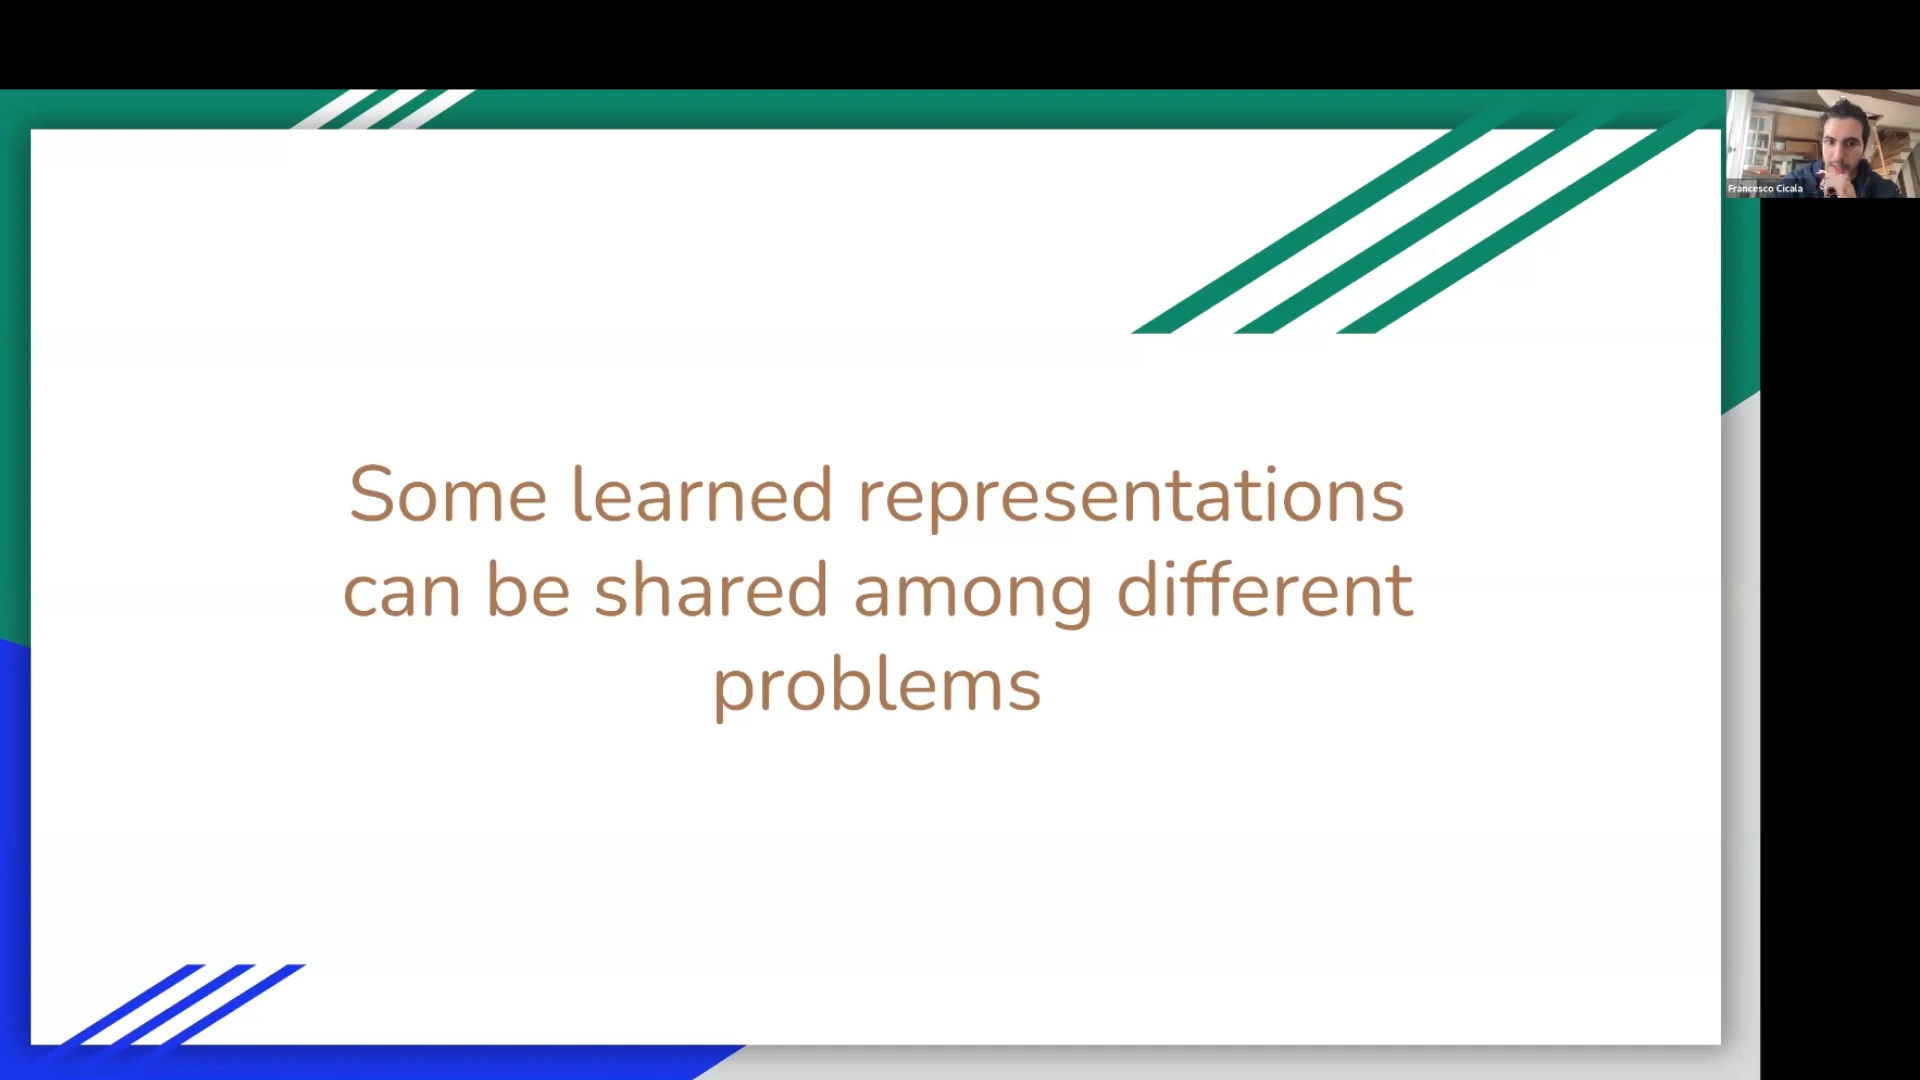 Francesco Cicala
Some learned representations
can be shared among different
problems